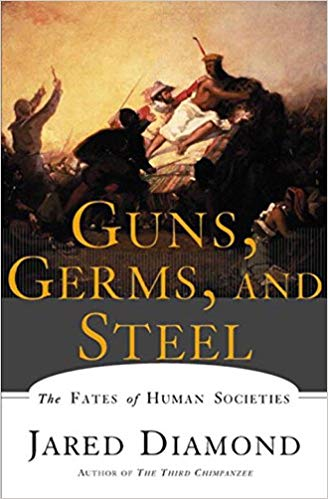 GUNS,
GERMS, AND
STEEL
The FATES of HUMAN SOCIETIES
JARED DIAMOND
AUTHOR OF THE THIRD CHIMPANZEE